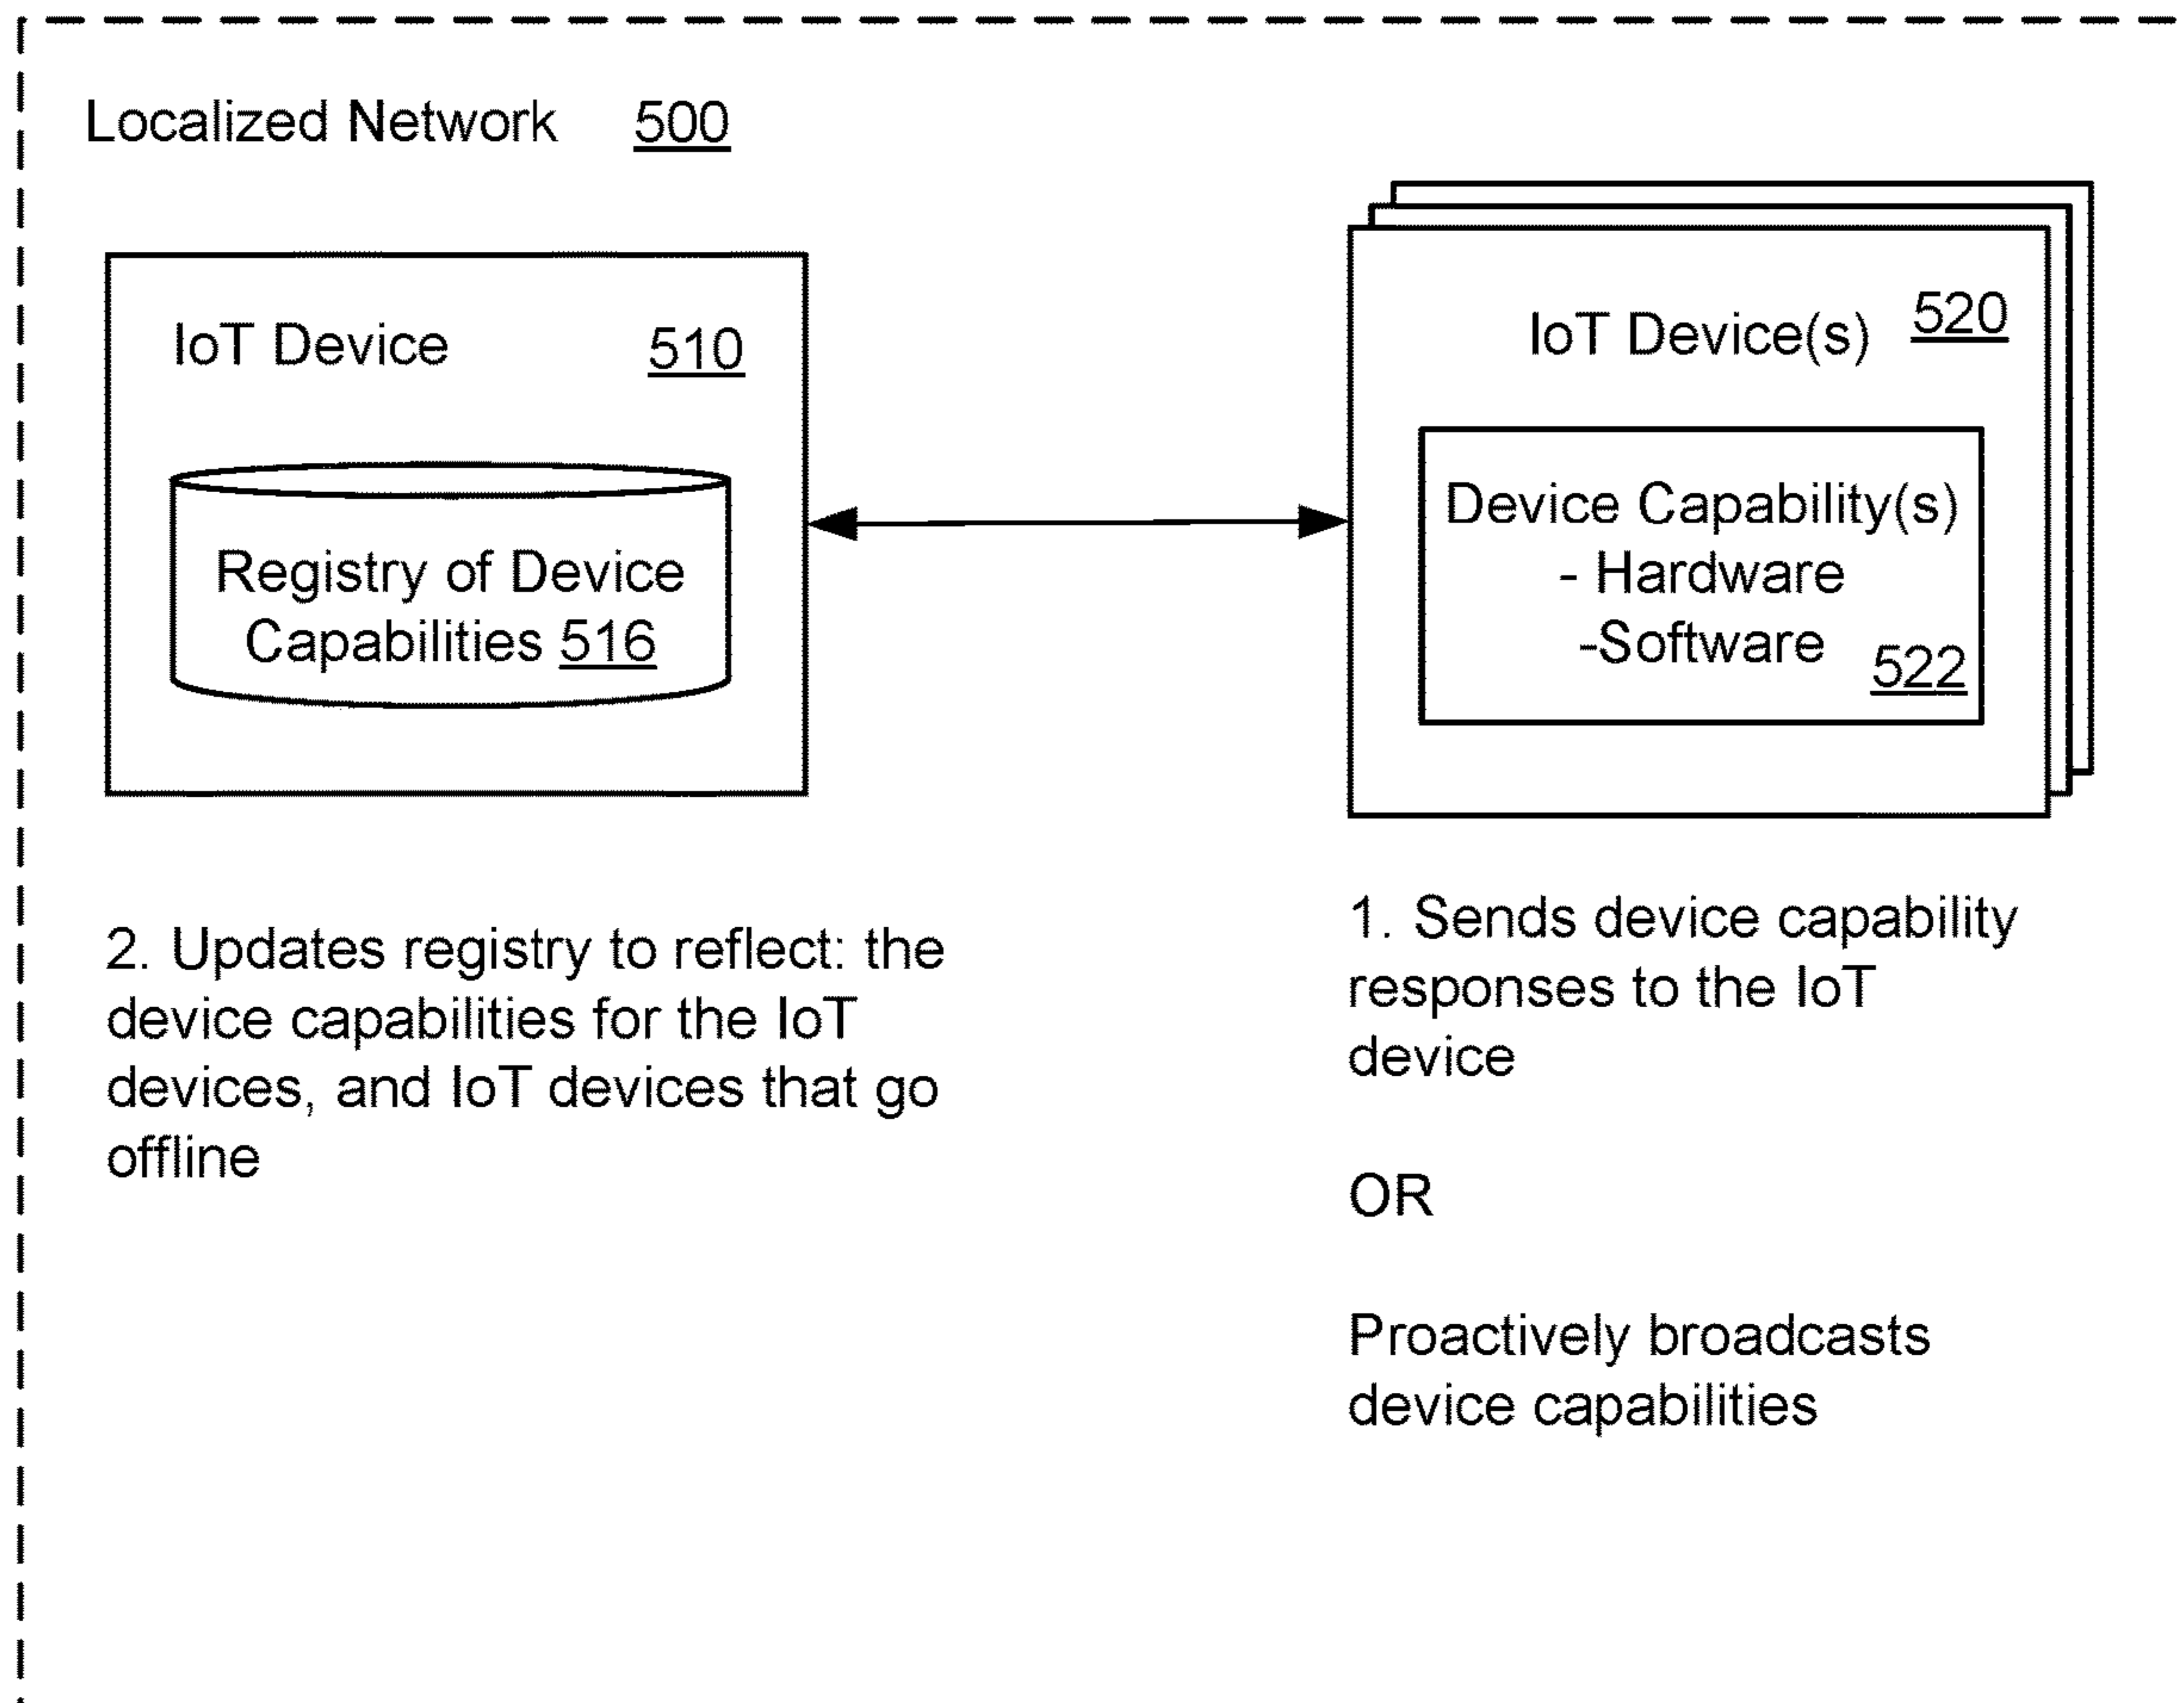 Localized Network 500
IoT Device 510
Registry of Device
Capabilities 516
IoT Device(s) 520
Device Capability(s)
- Hardware
-Software
522
2. Updates registry to reflect: the
device capabilities for the IoT
devices, and IoT devices that go
offline
1. Sends device capability
responses to the IoT
device
OR
Proactively broadcasts
device capabilities